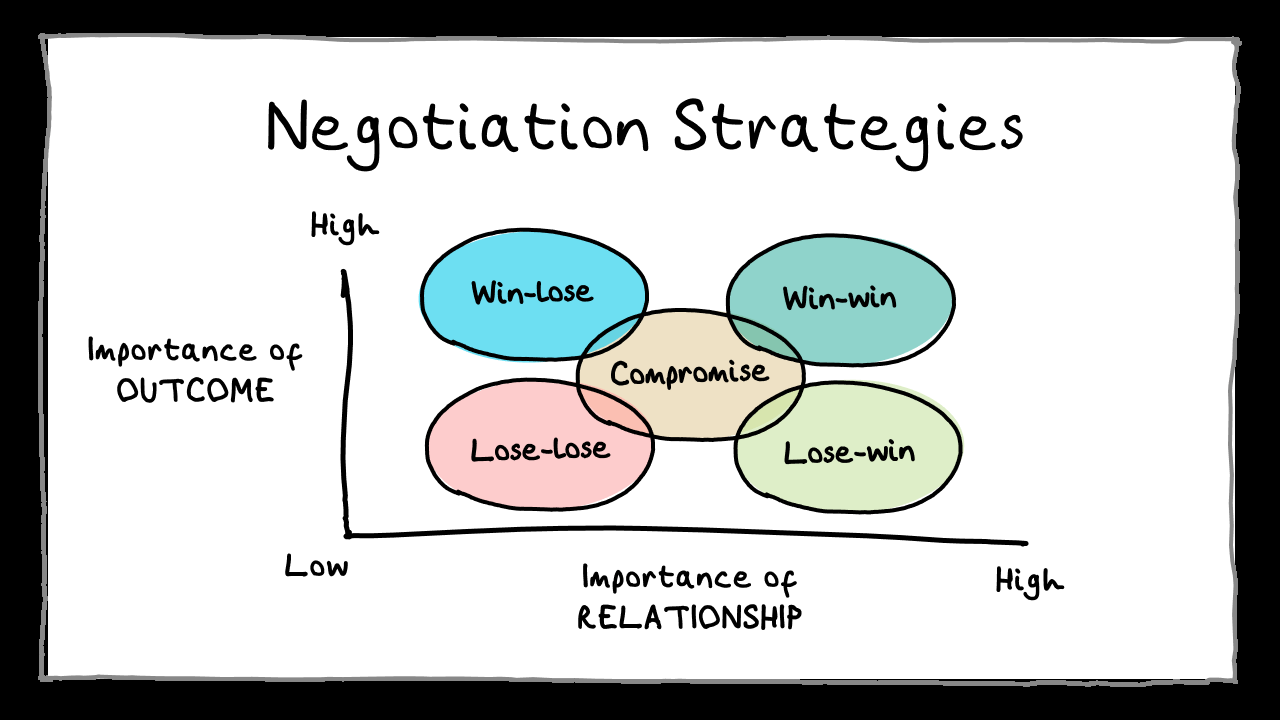 Negotiation Strategies
High
Win-lose
Win-win
Importance of
OUTCOME
Compromise
Lose-lose
Lose-win
Low
Importance of
RELATIONSHIP
High